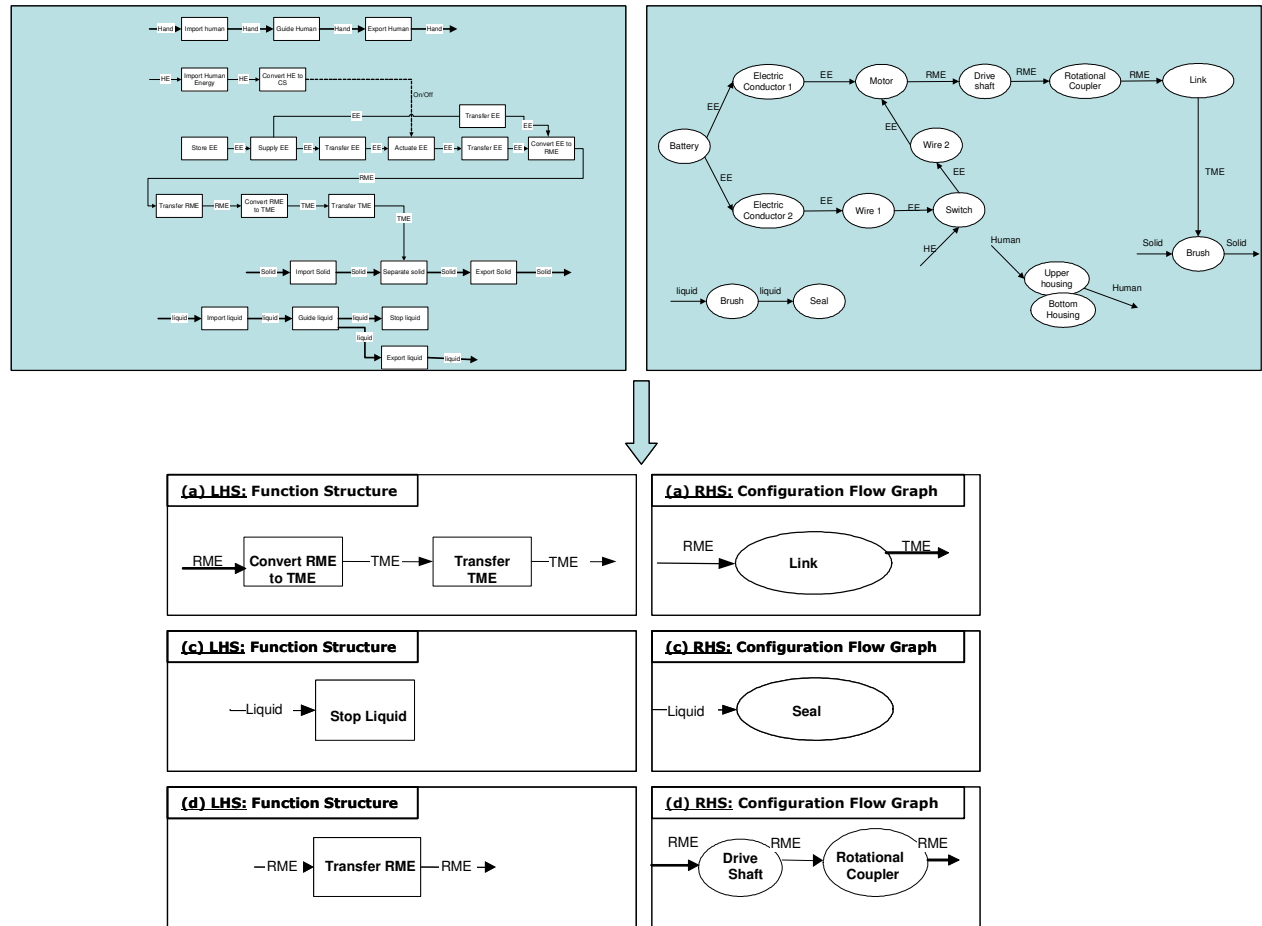 Hand Import human Hand Guide Human Hand Export Human Hand
HE Import Human
Energy HE Convert HE to
CS
On/Off
EE Transfer EE
EE
Store EE EE Supply EE EE Transfer EE EE Actuate EE EE Transfer EE EE Convert EE to
RME
RME
Transfer RME RME Convert RME
to TME TME Transfer TME
TME
Solid Import Solid Solid Separate solid Solid Export Solid Solid
liquid Import liquid liquid Guide liquid liquid Stop liquid
liquid
Export liquid liquid
Battery
EE
Electric
Conductor 1
EE
Motor
RME
Drive
shaft
RME
Rotational
Coupler
RME
Link
EE
Wire 2
EE
EE
Electric
Conductor 2
EE
Wire 1
EE
Switch
HE
TME
Solid
Brush
Solid
Human
Upper
housing
Human
Bottom
Housing
liquid
Brush
liquid
Seal
(a) LHS: Function Structure
RME
Convert RME
to TME
TME
Transfer
TME
TME
(a) RHS: Configuration Flow Graph
RME
Link
TME
(c) LHS: Function Structure
Liquid
Stop Liquid
(c) RHS: Configuration Flow Graph
Liquid
Seal
(d) LHS: Function Structure
RME
Transfer RME
RME
(d) RHS: Configuration Flow Graph
RME
Drive
Shaft
RME
Rotational
Coupler
RME